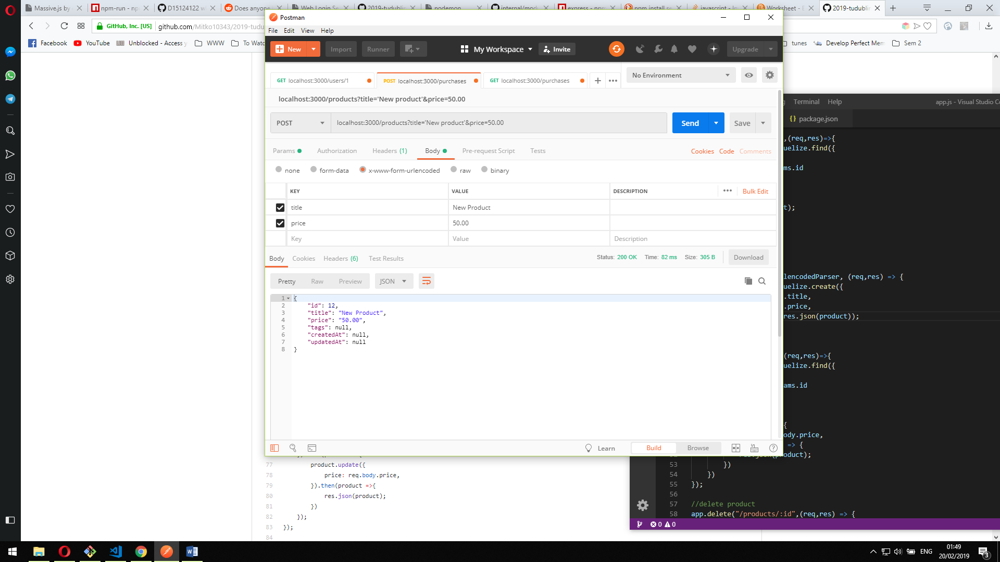 Massive.js by
npm-run - np
D15124122 w
Does anyone
Web Login Se
2019-tudublin
nodemon
internal/modu
express - npm
npm install se
javascript - In
Worksheet - E
2019-tudublin
GitHub, Inc. [US]
github.com/Mitko10343/2019-tudu
Facebook
YouTube
UB
Unblocked - Access y
WWW
To Watc
tunes
Develop Perfect Mem
Sem 2
Postman
File Edit View Help
New
Import
Runner
My Workspace
Invite
Upgrade
GET localhost:3000/users/1
POST localhost:3000/purchases
GET localhost:3000/purchases
No Environment
localhost:3000/products?title='New product'&price=50.00
POST
localhost:3000/products?title='New product'&price=50.00
Send
Save
Params
Authorization
Headers (1)
Body
Pre-request Script
Tests
Cookies
Code
Comments
none
form-data
x-www-form-urlencoded
raw
binary
KEY
VALUE
DESCRIPTION
Bulk Edit
title
New Product
price
50.00
Key
Value
Description
Body
Cookies
Headers (6)
Test Results
Status: 200 OK
Time: 82 ms
Size: 305 B
Download
Pretty
Raw
Preview
JSON
1 {
2 "id": 12,
3 "title": "New Product",
4 "price": "50.00",
5 "tags": null,
6 "createdAt": null,
7 "updatedAt": null
8 }
Learn
Build
Browse
77 product.update({
78 price: req.body.price,
79 }).then(product =>{
80 res.json(product);
81 })
82 });
83 });
84
Terminal
Help
app.js - Visual Studio Co
{} package.json
,(req,res)=>{
uelize.find({
ms.id
t);
lencodedParser, (req,res) => {
uelize.create({
.title,
.price,
res.json(product));
(req,res)=>{
uelize.find({
ams.id
{
ody.price,
=> {
product);
53 })
54 })
55 });
56
57 //delete product
58 app.delete("/products/:id",(req,res) => {
0
0
ENG
01:49
20/02/2019
3